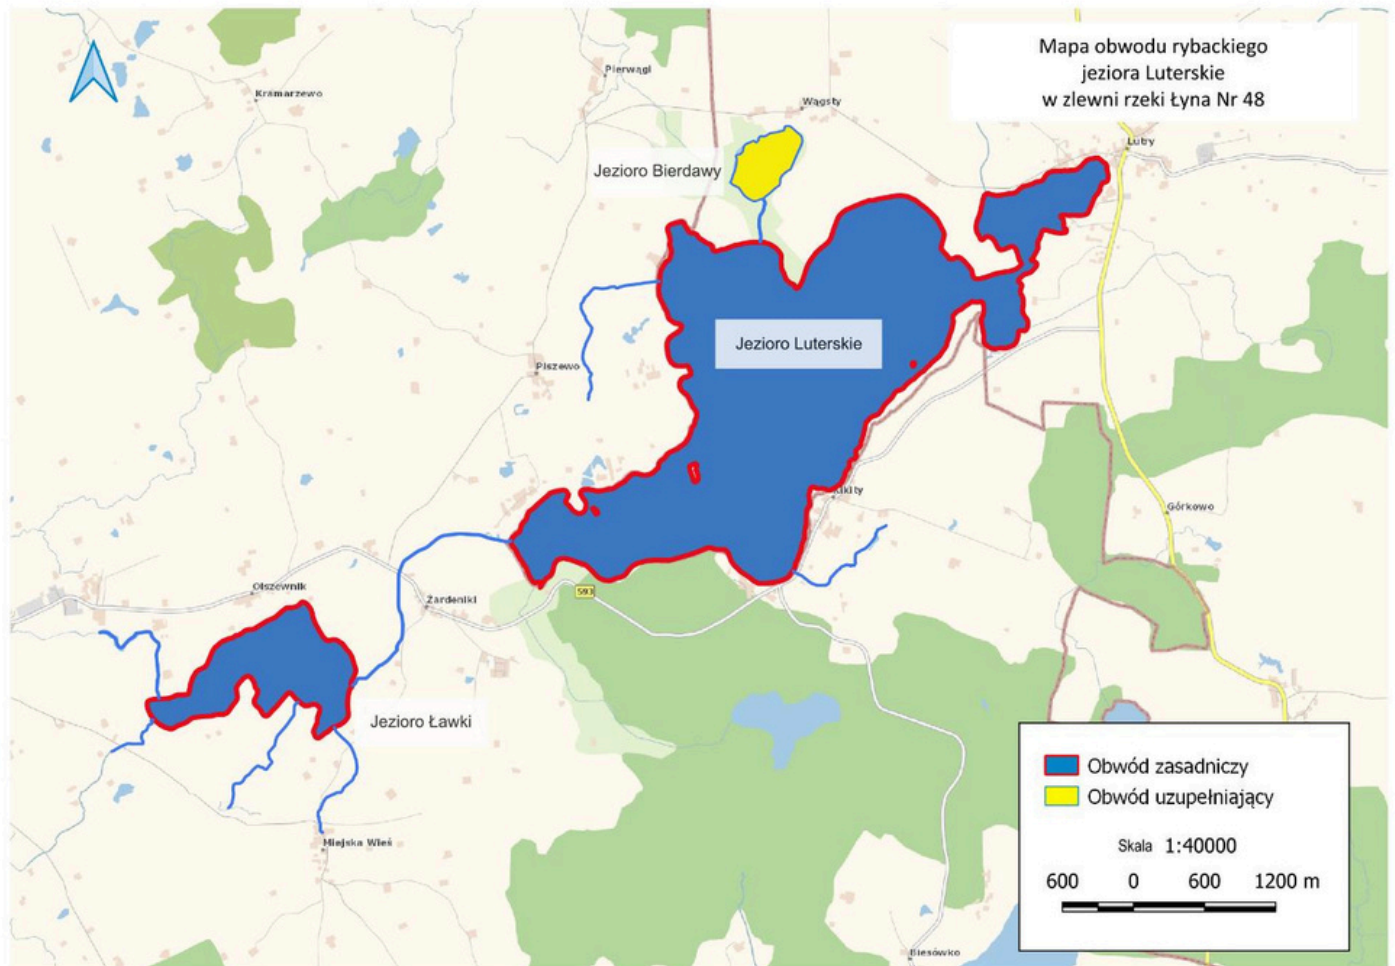 Mapa obwodu rybackiego
jeziora Luterskie
w zlewni rzeki Łyna Nr 48
Pierwągi
Kramarzewo
Wągsty
Lutry
Jezioro Bierdawy
Jezioro Luterskie
Piszewo
Kikity
Górkowo
Olszewnik
593
Żardeniki
Jezioro Ławki
Miejska Wieś
Biesówko
Obwód zasadniczy
Obwód uzupełniający
Skala 1:40000
600 0 600 1200 m